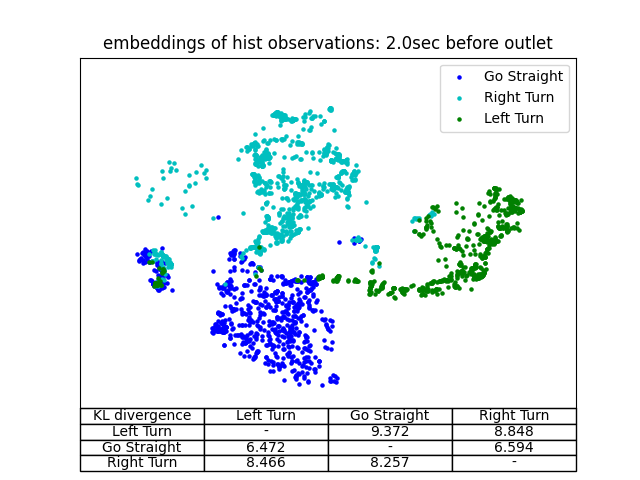 embeddings of hist observations: 2.0sec before outlet
Go Straight
Right Turn
Left Turn
KL divergence Left Turn Go Straight Right Turn
Left Turn - 9.372 8.848
Go Straight 6.472 - 6.594
Right Turn 8.466 8.257 -